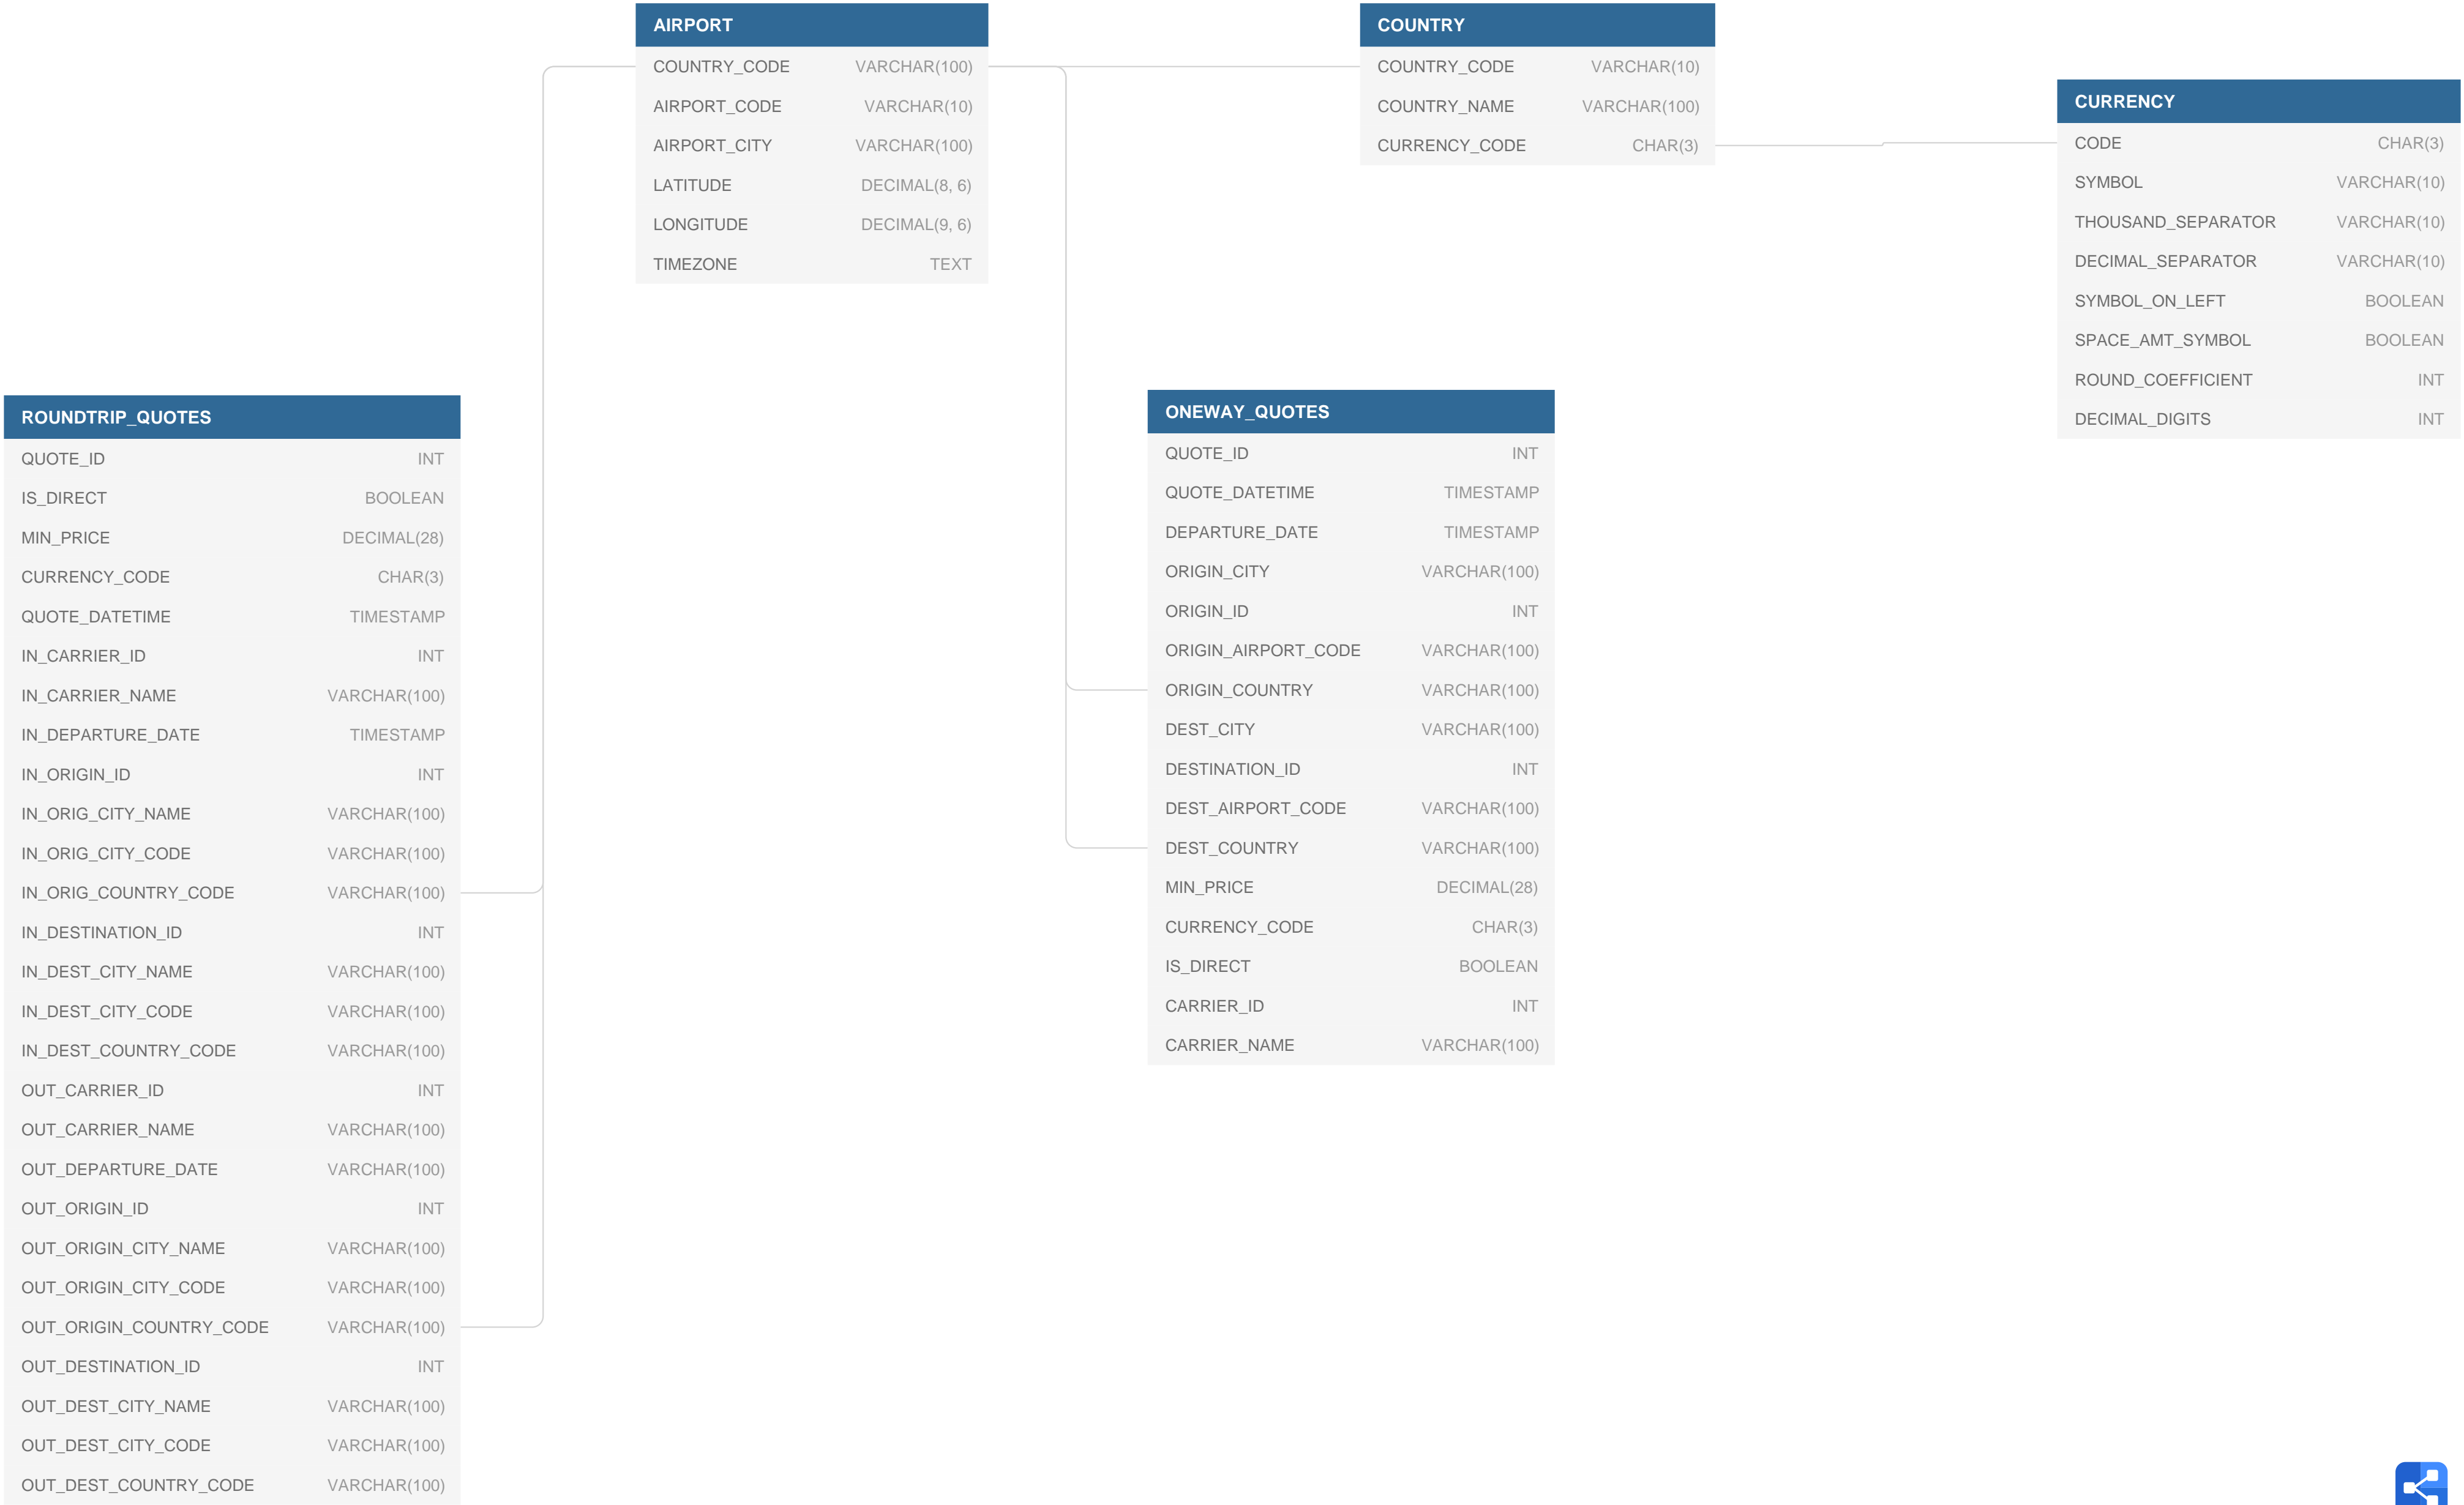 AIRPORT
COUNTRY_CODE VARCHAR(100)
AIRPORT_CODE VARCHAR(10)
AIRPORT_CITY VARCHAR(100)
LATITUDE DECIMAL(8, 6)
LONGITUDE DECIMAL(9, 6)
TIMEZONE TEXT
COUNTRY
COUNTRY_CODE VARCHAR(10)
COUNTRY_NAME VARCHAR(100)
CURRENCY_CODE CHAR(3)
CURRENCY
CODE CHAR(3)
SYMBOL VARCHAR(10)
THOUSAND_SEPARATOR VARCHAR(10)
DECIMAL_SEPARATOR VARCHAR(10)
SYMBOL_ON_LEFT BOOLEAN
SPACE_AMT_SYMBOL BOOLEAN
ROUND_COEFFICIENT INT
DECIMAL_DIGITS INT
ROUNDTRIP_QUOTES
QUOTE_ID INT
IS_DIRECT BOOLEAN
MIN_PRICE DECIMAL(28)
CURRENCY_CODE CHAR(3)
QUOTE_DATETIME TIMESTAMP
IN_CARRIER_ID INT
IN_CARRIER_NAME VARCHAR(100)
IN_DEPARTURE_DATE TIMESTAMP
IN_ORIGIN_ID INT
IN_ORIG_CITY_NAME VARCHAR(100)
IN_ORIG_CITY_CODE VARCHAR(100)
IN_ORIG_COUNTRY_CODE VARCHAR(100)
IN_DESTINATION_ID INT
IN_DEST_CITY_NAME VARCHAR(100)
IN_DEST_CITY_CODE VARCHAR(100)
IN_DEST_COUNTRY_CODE VARCHAR(100)
OUT_CARRIER_ID INT
OUT_CARRIER_NAME VARCHAR(100)
OUT_DEPARTURE_DATE VARCHAR(100)
OUT_ORIGIN_ID INT
OUT_ORIGIN_CITY_NAME VARCHAR(100)
OUT_ORIGIN_CITY_CODE VARCHAR(100)
OUT_ORIGIN_COUNTRY_CODE VARCHAR(100)
OUT_DESTINATION_ID INT
OUT_DEST_CITY_NAME VARCHAR(100)
OUT_DEST_CITY_CODE VARCHAR(100)
OUT_DEST_COUNTRY_CODE VARCHAR(100)
ONEWAY_QUOTES
QUOTE_ID INT
QUOTE_DATETIME TIMESTAMP
DEPARTURE_DATE TIMESTAMP
ORIGIN_CITY VARCHAR(100)
ORIGIN_ID INT
ORIGIN_AIRPORT_CODE VARCHAR(100)
ORIGIN_COUNTRY VARCHAR(100)
DEST_CITY VARCHAR(100)
DESTINATION_ID INT
DEST_AIRPORT_CODE VARCHAR(100)
DEST_COUNTRY VARCHAR(100)
MIN_PRICE DECIMAL(28)
CURRENCY_CODE CHAR(3)
IS_DIRECT BOOLEAN
CARRIER_ID INT
CARRIER_NAME VARCHAR(100)